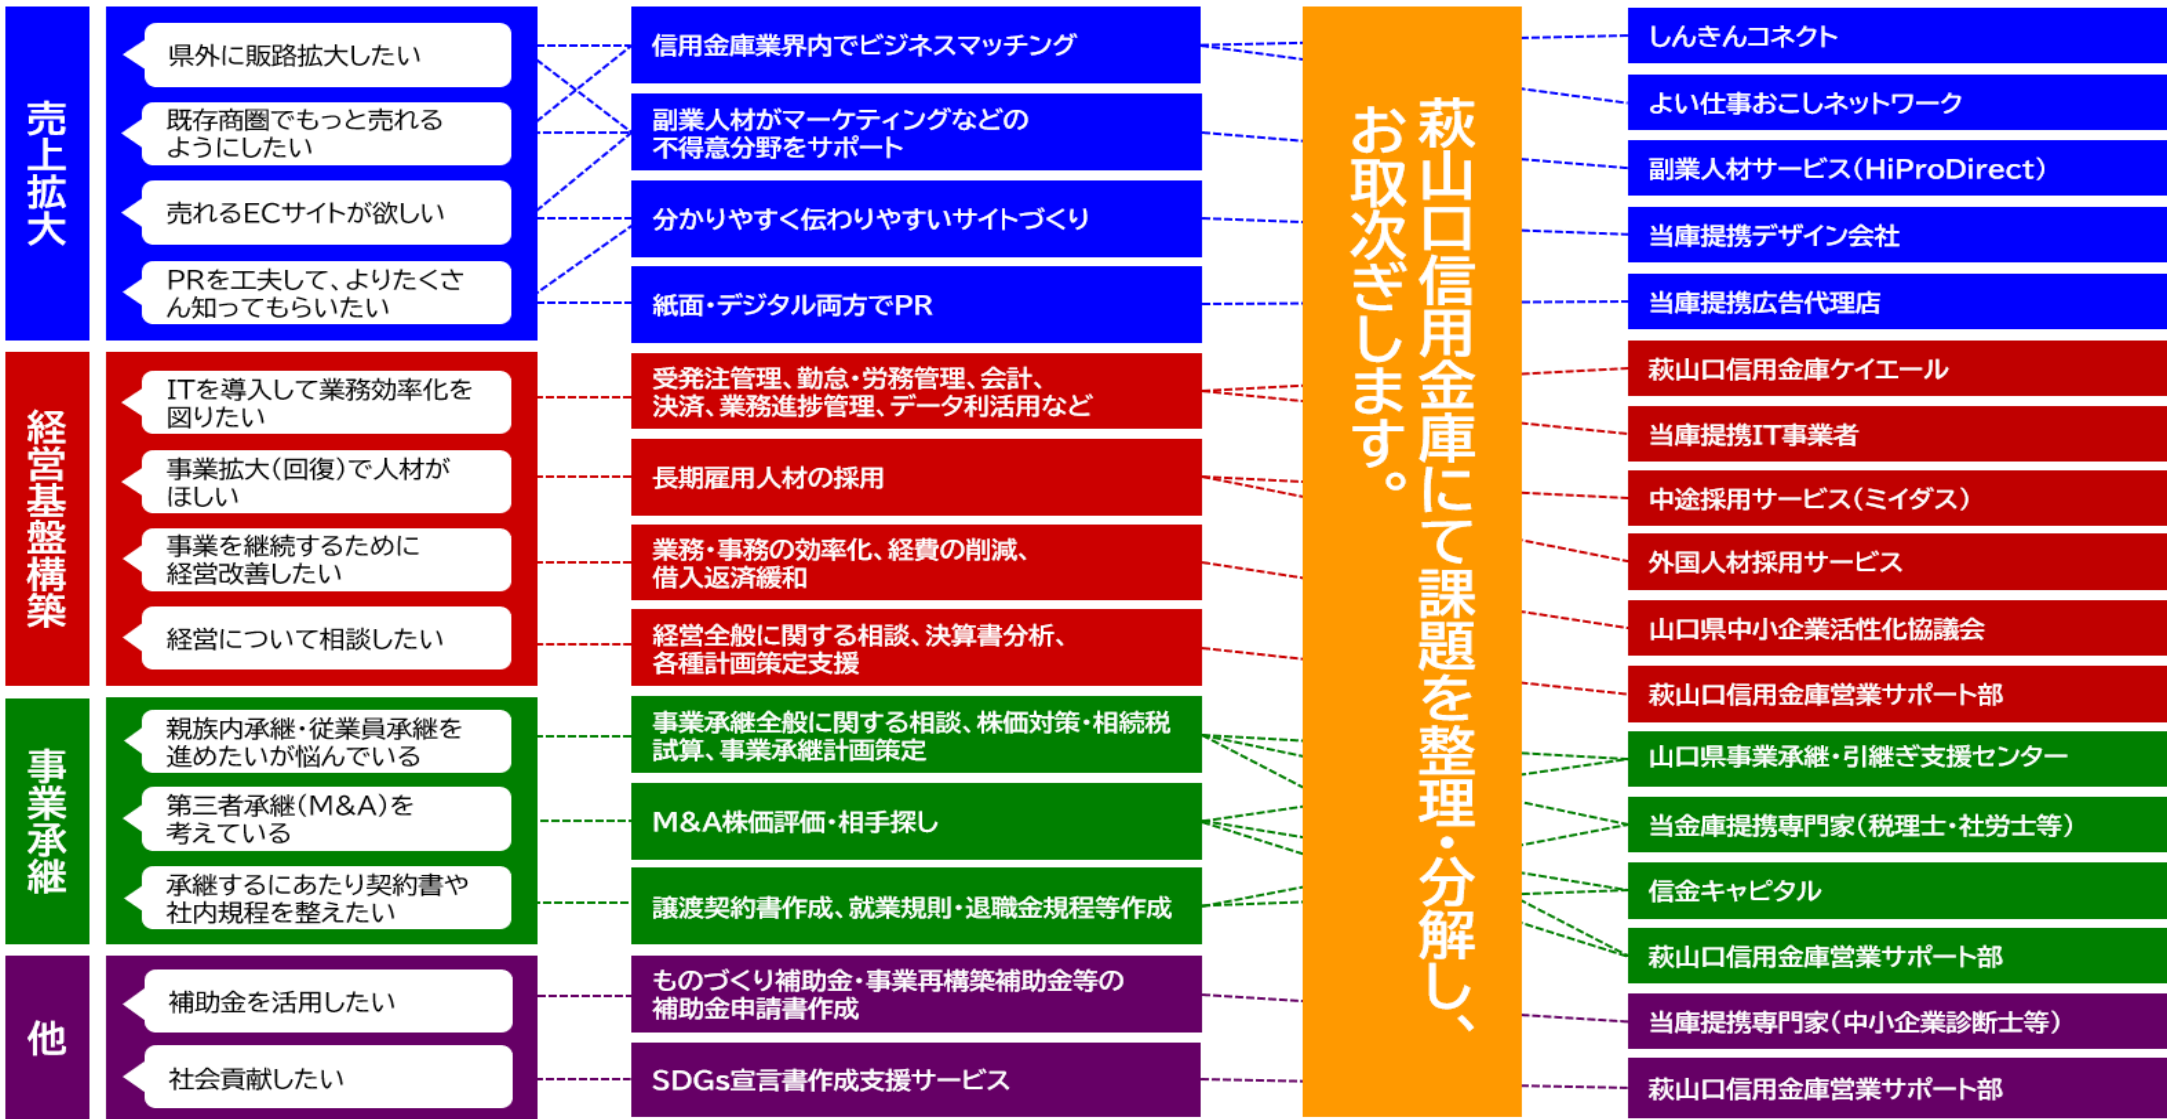 売上拡大
県外に販路拡大したい
既存商圏でもっと売れる
ようにしたい
売れるECサイトが欲しい
PRを工夫して、よりたくさ
ん知ってもらいたい
信用金庫業界内でビジネスマッチング
副業人材がマーケティングなどの
不得意分野をサポート
分かりやすく伝わりやすいサイトづくり
紙面・デジタル両方でPR
経営基盤構築
ITを導入して業務効率化を
図りたい
事業拡大(回復)で人材が
ほしい
事業を継続するために
経営改善したい
経営について相談したい
受発注管理、勤怠・労務管理、会計、
決済、業務進捗管理、データ利活用など
長期雇用人材の採用
業務・事務の効率化、経費の削減、
借入返済緩和
経営全般に関する相談、決算書分析、
各種計画策定支援
事業承継
親族内承継・従業員承継を
進めたいが悩んでいる
第三者承継(M&A)を
考えている
承継するにあたり契約書や
社内規程を整えたい
事業承継全般に関する相談、株価対策・相続税
試算、事業承継計画策定
M&A株価評価・相手探し
譲渡契約書作成、就業規則・退職金規程等作成
他
補助金を活用したい
社会貢献したい
ものづくり補助金・事業再構築補助金等の
補助金申請書作成
SDGs宣言書作成支援サービス
萩山口信用金庫にて課題を整理・分解し、
お取次ぎします。
しんきんコネクト
よい仕事おこしネットワーク
副業人材サービス(HiProDirect)
当庫提携デザイン会社
当庫提携広告代理店
萩山口信用金庫ケイエール
当庫提携IT事業者
中途採用サービス(ミイダス)
外国人材採用サービス
山口県中小企業活性化協議会
萩山口信用金庫営業サポート部
山口県事業承継・引継ぎ支援センター
当金庫提携専門家(税理士・社労士等)
信金キャピタル
萩山口信用金庫営業サポート部
当庫提携専門家(中小企業診断士等)
萩山口信用金庫営業サポート部